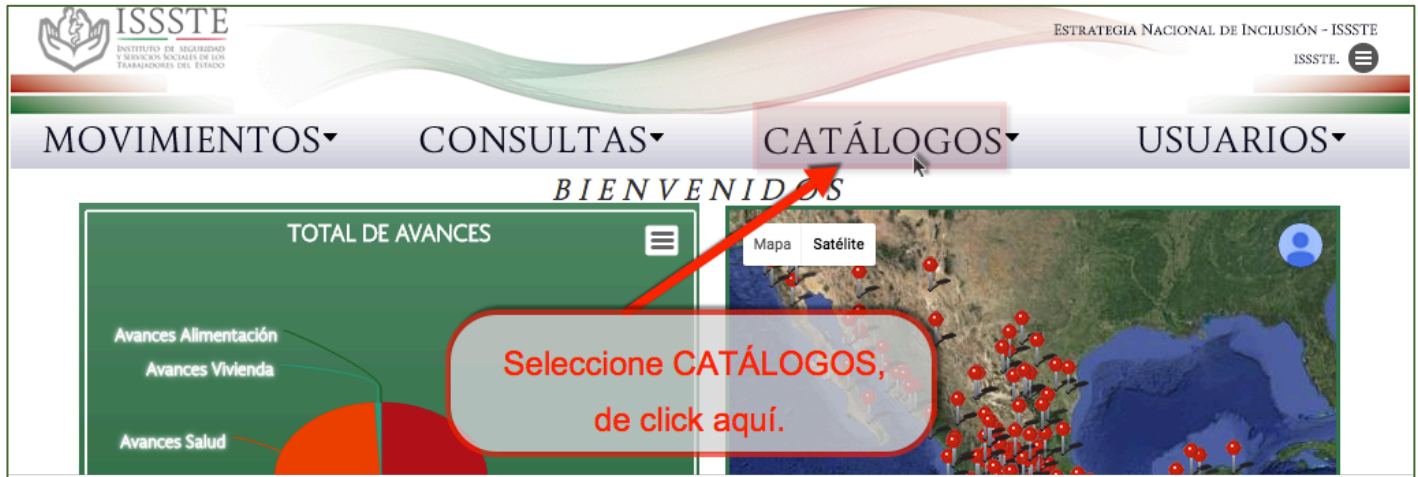 ISSSTE
INSTITUTO DE SEGURIDAD
Y SERVICIOS SOCIALES DE LOS
TRABAJADORES DEL ESTADO
ESTRATEGIA NACIONAL DE INCLUSIÓN - ISSSTE
ISSSTE.
MOVIMIENTOS CONSULTAS CATÁLOGOS USUARIOS
BIENVENIDOS
TOTAL DE AVANCES
Mapa Satélite
Avances Alimentación
Avances Vivienda
Avances Salud
Seleccione CATÁLOGOS,
de click aquí.